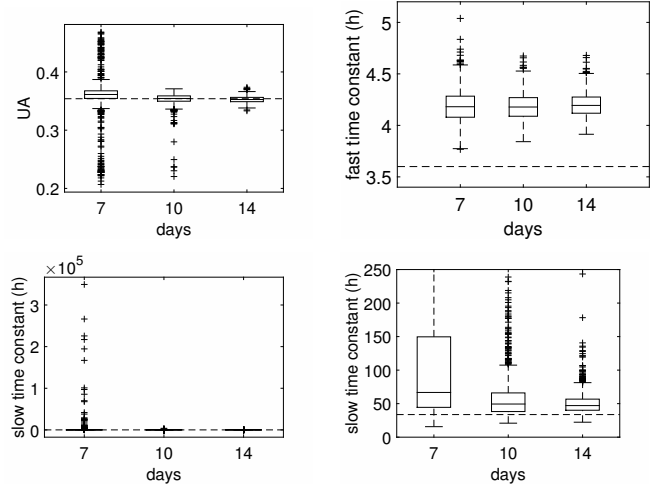 UA
0.4
0.3
0.2
7 10 14
days
fast time constant (h)
5
4.5
4
3.5
7 10 14
days
×10⁵
slow time constant (h)
3
2
1
0
7 10 14
days
slow time constant (h)
250
200
150
100
50
0
7 10 14
days